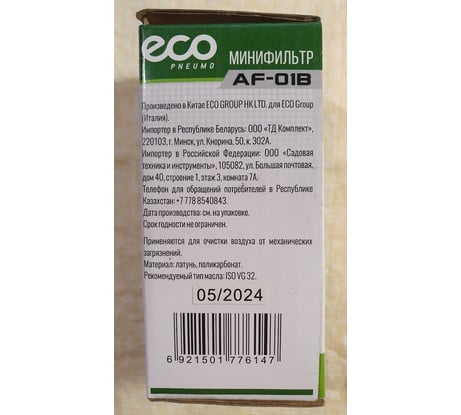 eco
PNEUMO
МИНИФИЛЬТР
AF-01B
Произведено в Китае ECO GROUP HK LTD. для ECO Group
(Италия).
Импортер в Республике Беларусь: ООО «ТД Комплект»,
220103, г. Минск, ул. Кнорина, 50, к. 302А.
Импортер в Российской Федерации: ООО «Садовая
техника и инструменты», 105082, ул. Большая почтовая,
дом 40, строение 1, этаж 3, комната 7А.
Телефон для обращений потребителей в Республике
Казахстан: +7 778 8540843.
Дата производства: см. на упаковке.
Срок годности не ограничен.
Применяются для очистки воздуха от механических
загрязнений.
Материал: латунь, поликарбонат.
Рекомендуемый тип масла: ISO VG 32.
05/2024
6 921501 776147